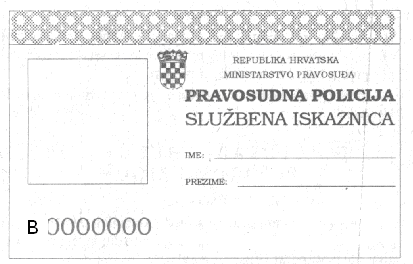 REPUBLIKA HRVATSKA
MINISTARSTVO PRAVOSUĐA
PRAVOSUDNA POLICIJA
SLUŽBENA ISKAZNICA
IME:
PREZIME:
B 0000000